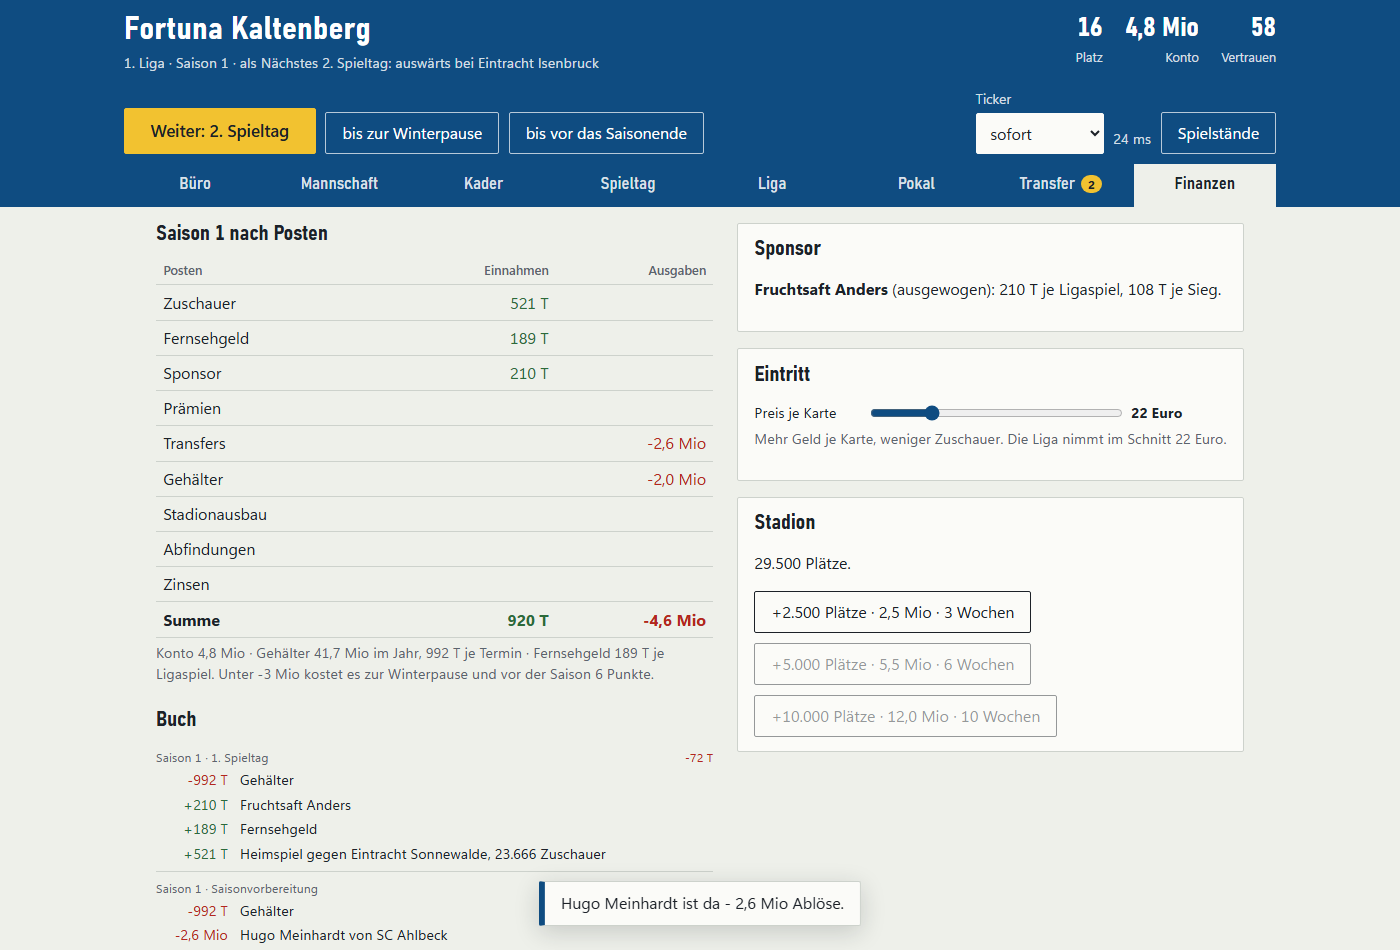 Fortuna Kaltenberg
1. Liga · Saison 1 · als Nächstes 2. Spieltag: auswärts bei Eintracht Isenbruck
16 Platz
4,8 Mio Konto
58 Vertrauen
Weiter: 2. Spieltag
bis zur Winterpause
bis vor das Saisonende
Ticker
sofort
24 ms
Spielstände
Büro
Mannschaft
Kader
Spieltag
Liga
Pokal
Transfer 2
Finanzen
Saison 1 nach Posten
Posten Einnahmen Ausgaben
Zuschauer 521 T
Fernsehgeld 189 T
Sponsor 210 T
Prämien
Transfers -2,6 Mio
Gehälter -2,0 Mio
Stadionausbau
Abfindungen
Zinsen
Summe 920 T -4,6 Mio
Konto 4,8 Mio · Gehälter 41,7 Mio im Jahr, 992 T je Termin · Fernsehgeld 189 T je
Ligaspiel. Unter -3 Mio kostet es zur Winterpause und vor der Saison 6 Punkte.
Buch
Saison 1 · 1. Spieltag -72 T
-992 T Gehälter
+210 T Fruchtsaft Anders
+189 T Fernsehgeld
+521 T Heimspiel gegen Eintracht Sonnewalde, 23.666 Zuschauer
Saison 1 · Saisonvorbereitung
-992 T Gehälter
-2,6 Mio Hugo Meinhardt von SC Ahlbeck
Sponsor
Fruchtsaft Anders (ausgewogen): 210 T je Ligaspiel, 108 T je Sieg.
Eintritt
Preis je Karte 22 Euro
Mehr Geld je Karte, weniger Zuschauer. Die Liga nimmt im Schnitt 22 Euro.
Stadion
29.500 Plätze.
+2.500 Plätze · 2,5 Mio · 3 Wochen
+5.000 Plätze · 5,5 Mio · 6 Wochen
+10.000 Plätze · 12,0 Mio · 10 Wochen
Hugo Meinhardt ist da - 2,6 Mio Ablöse.